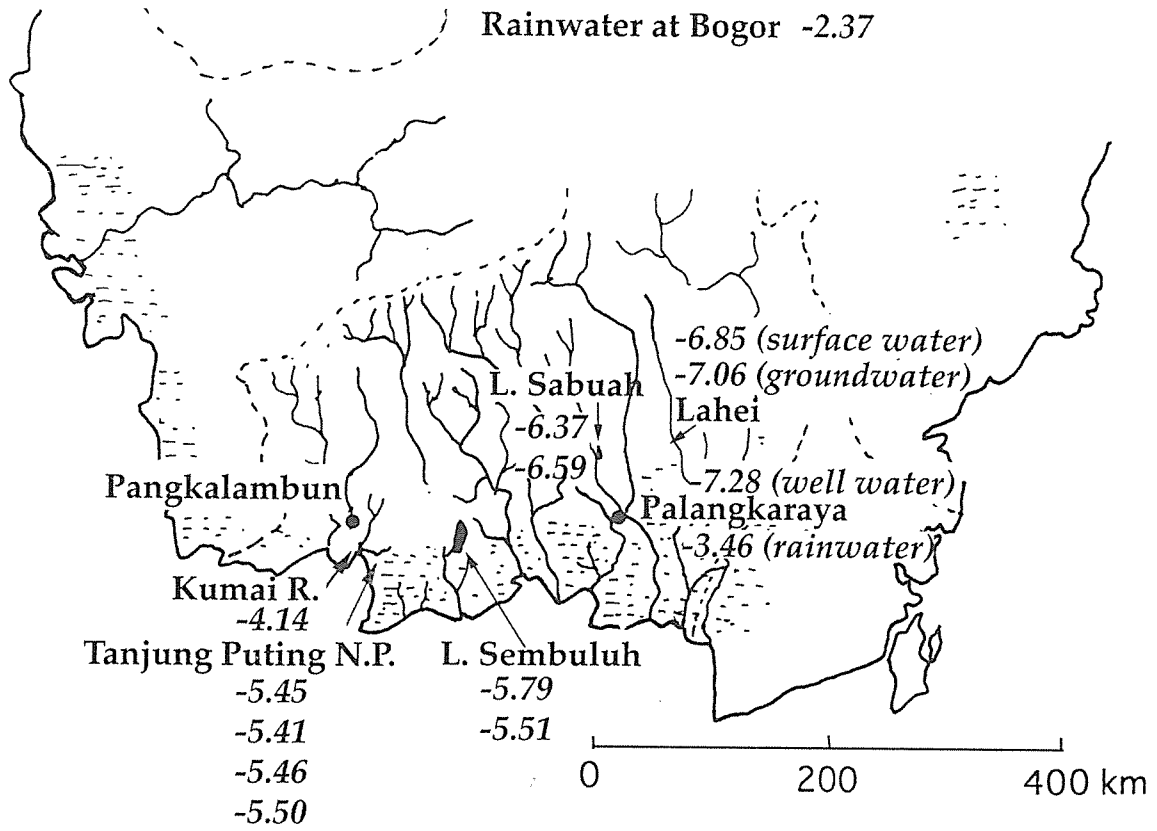 Rainwater at Bogor -2.37
-6.85 (surface water)
-7.06 (groundwater)
Lahei
L. Sabuah
-6.37
-6.59
-7.28 (well water)
Pangkalambun
Palangkaraya
-3.46 (rainwater)
Kumai R.
-4.14
Tanjung Puting N.P.
-5.45
-5.41
-5.46
-5.50
L. Sembuluh
-5.79
-5.51
0 200 400 km